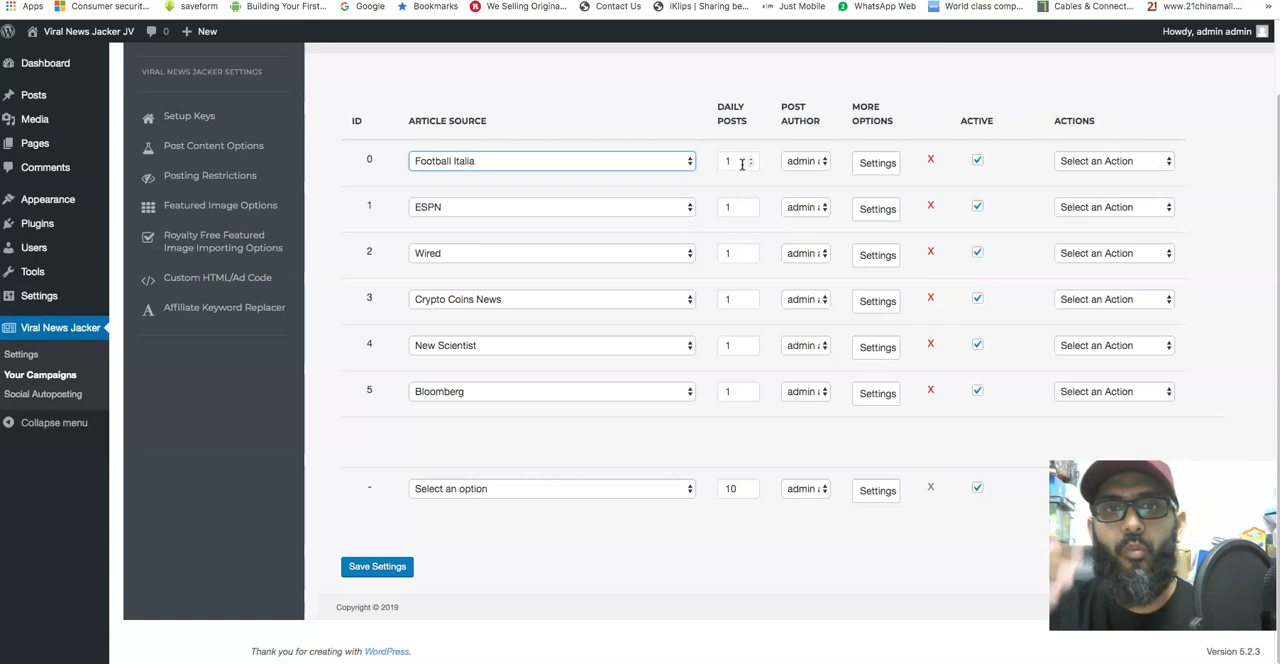 Apps Consumer securit... saveform Building Your First... Google Bookmarks We Selling Origina... Contact Us iKlips | Sharing be... Just Mobile WhatsApp Web World class comp... Cables & Connect... www.21chinamall.... »
Viral News Jacker JV 0 + New Howdy, admin admin
Dashboard
Posts
Media
Pages
Comments
Appearance
Plugins
Users
Tools
Settings
Viral News Jacker
Settings
Your Campaigns
Social Autoposting
Collapse menu
VIRAL NEWS JACKER SETTINGS
Setup Keys
Post Content Options
Posting Restrictions
Featured Image Options
Royalty Free Featured
Image Importing Options
Custom HTML/Ad Code
Affiliate Keyword Replacer
ID ARTICLE SOURCE DAILY POSTS POST AUTHOR MORE OPTIONS ACTIVE ACTIONS
0 Football Italia 1 admin Settings X Select an Action
1 ESPN 1 admin Settings X Select an Action
2 Wired 1 admin Settings X Select an Action
3 Crypto Coins News 1 admin Settings X Select an Action
4 New Scientist 1 admin Settings X Select an Action
5 Bloomberg 1 admin Settings X Select an Action
- Select an option 10 admin Settings X
Save Settings
Copyright © 2019
Thank you for creating with WordPress.
Version 5.2.3